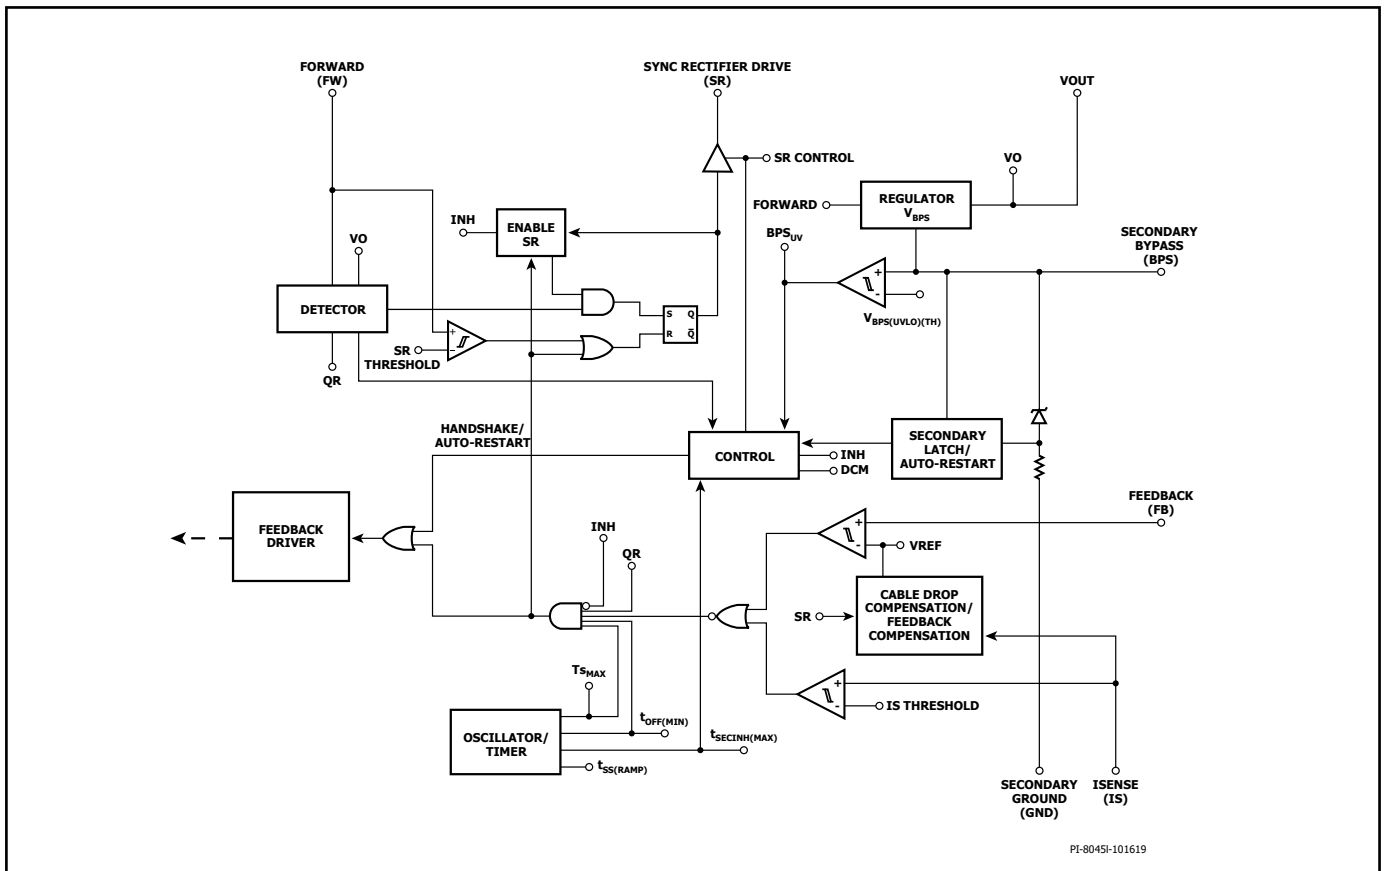 FORWARD
(FW)
SYNC RECTIFIER DRIVE
(SR)
VOUT
SR CONTROL
VO
FORWARD
REGULATOR
VBPS
INH
ENABLE
SR
BPSUV
SECONDARY
BYPASS
(BPS)
VO
+
-
VBPS(UVLO)(TH)
DETECTOR
S Q
R Q̅
+
−
SR
THRESHOLD
QR
HANDSHAKE/
AUTO-RESTART
CONTROL
INH
DCM
SECONDARY
LATCH/
AUTO-RESTART
FEEDBACK
(FB)
FEEDBACK
DRIVER
INH
QR
+
-
VREF
CABLE DROP
COMPENSATION/
FEEDBACK
COMPENSATION
SR
TsMAX
+
-
IS THRESHOLD
OSCILLATOR/
TIMER
tOFF(MIN)
tSECINH(MAX)
tSS(RAMP)
SECONDARY
GROUND
(GND)
ISENSE
(IS)
PI-8045l-101619